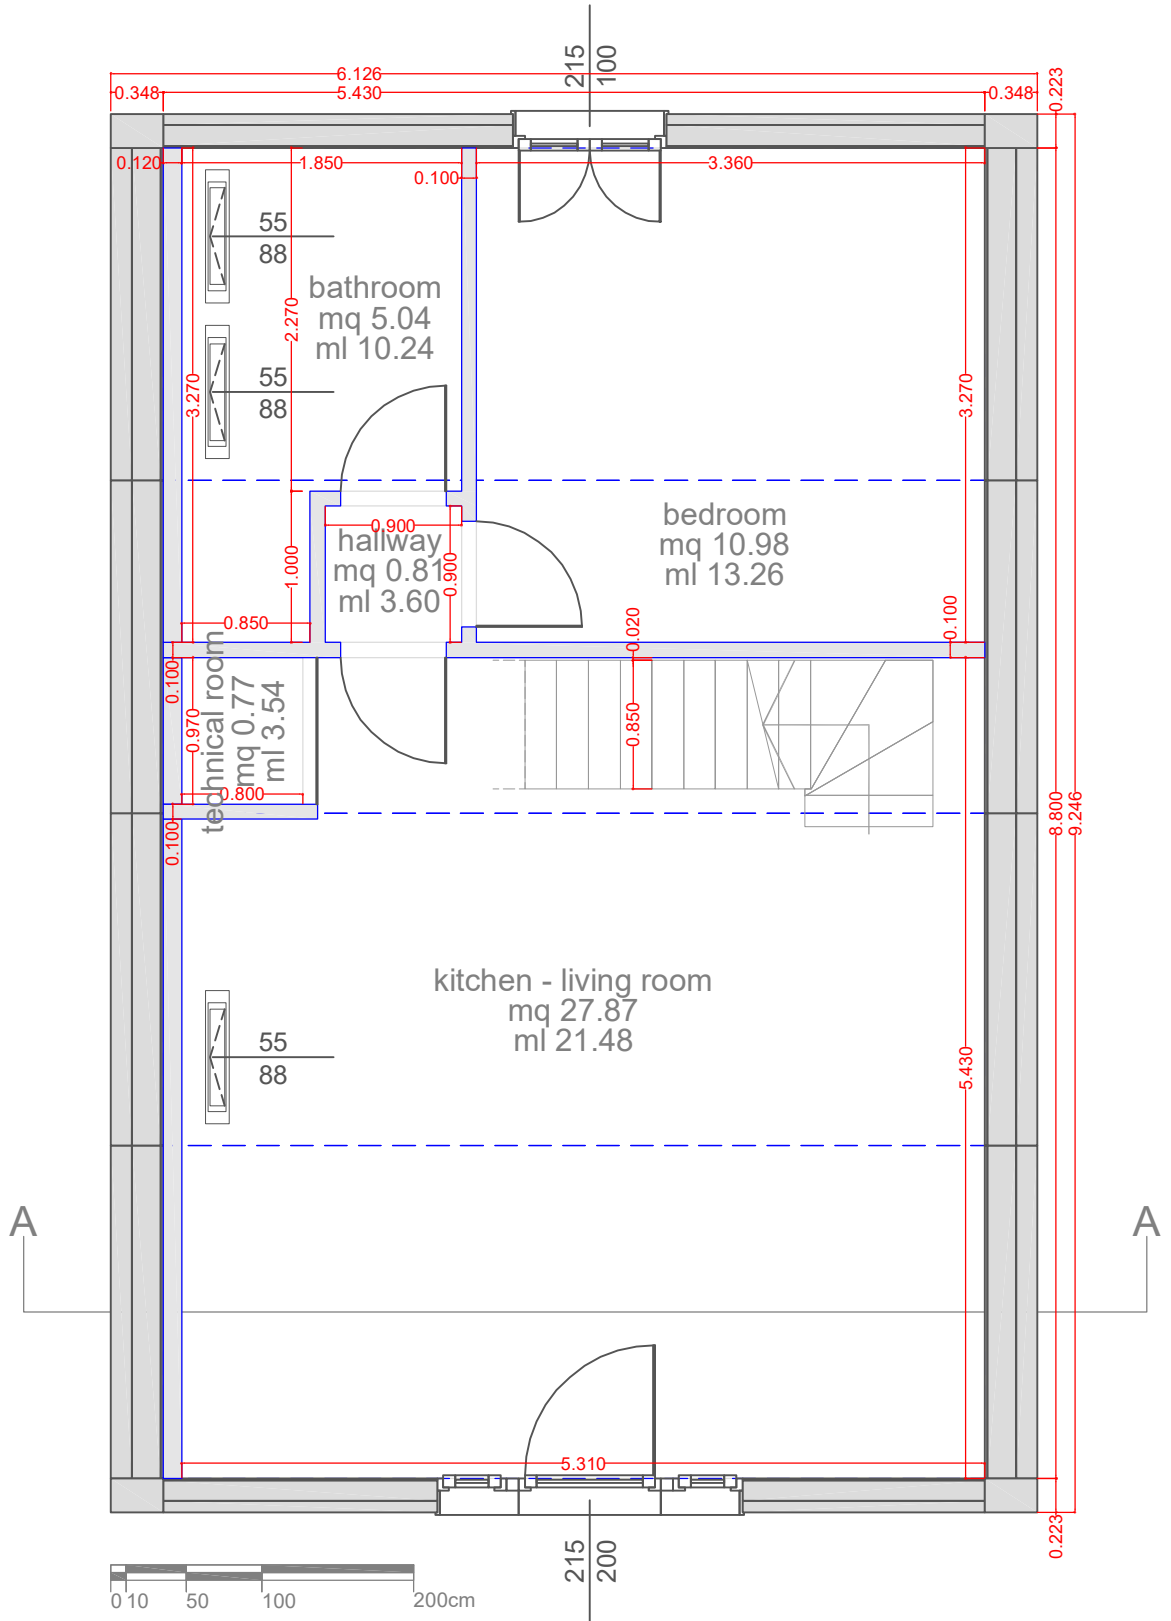 215
100
6.126
0.348
5.430
0.348
0.223
0.120
1.850
0.100
3.360
55
88
bathroom
mq 5.04
ml 10.24
2.270
3.270
3.270
55
88
0.900
hallway
mq 0.81
ml 3.60
0.900
1.000
bedroom
mq 10.98
ml 13.26
0.850
0.020
0.100
0.100
technical room
mq 0.77
ml 3.54
0.970
0.800
0.100
0.850
8.800
9.246
kitchen - living room
mq 27.87
ml 21.48
55
88
5.430
A
A
5.310
215
200
0.223
0 10 50 100 200cm